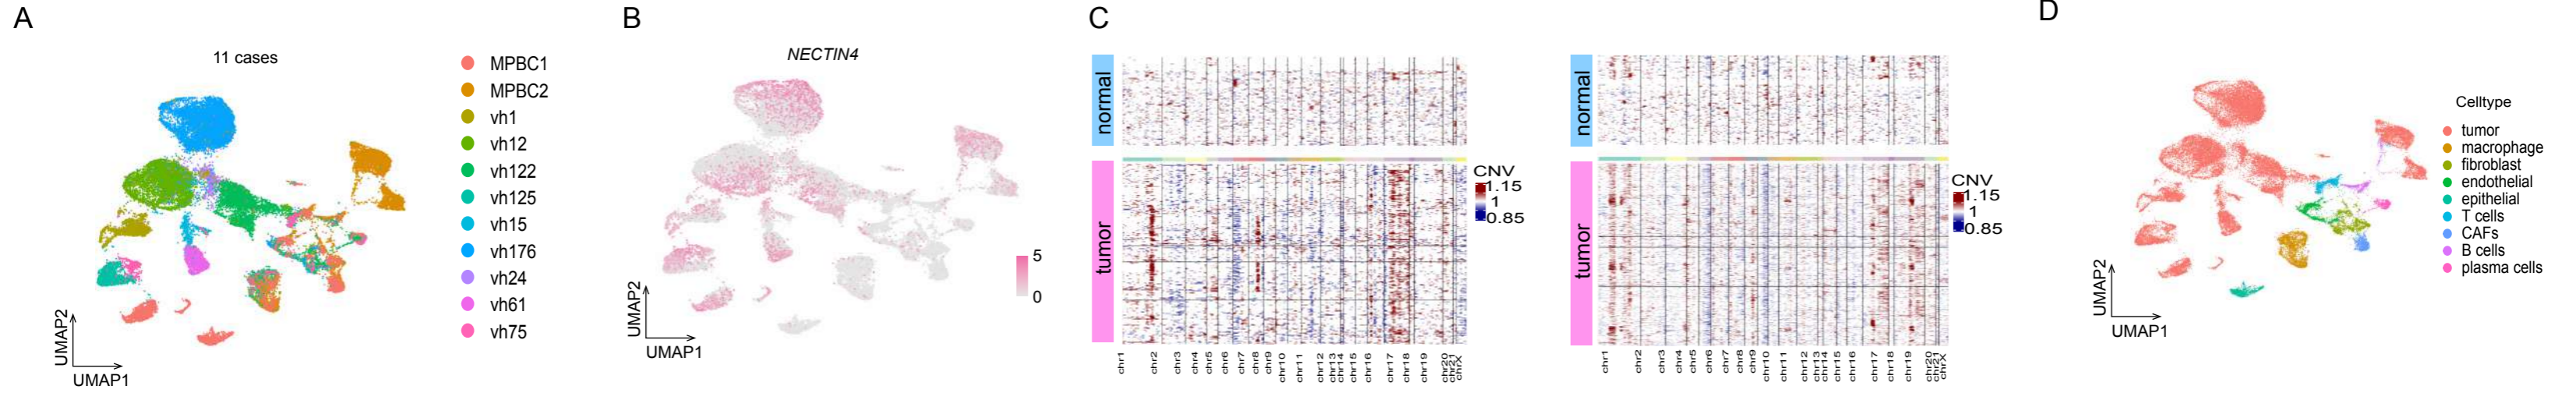 A
11 cases
MPBC1
MPBC2
vh1
vh12
vh122
vh125
vh15
vh176
vh24
vh61
vh75
UMAP2
UMAP1
B
NECTIN4
5
0
UMAP2
UMAP1
C
normal
tumor
CNV
1.15
1
0.85
chr1
chr2
chr3
chr4
chr5
chr6
chr7
chr8
chr9
chr10
chr11
chr12
chr13
chr14
chr15
chr16
chr17
chr18
chr19
chr20
chr21
chrX
normal
tumor
CNV
1.15
1
0.85
chr1
chr2
chr3
chr4
chr5
chr6
chr7
chr8
chr9
chr10
chr11
chr12
chr13
chr14
chr15
chr16
chr17
chr18
chr19
chr20
chr21
chrX
D
Celltype
tumor
macrophage
fibroblast
endothelial
epithelial
T cells
CAFs
B cells
plasma cells
UMAP2
UMAP1